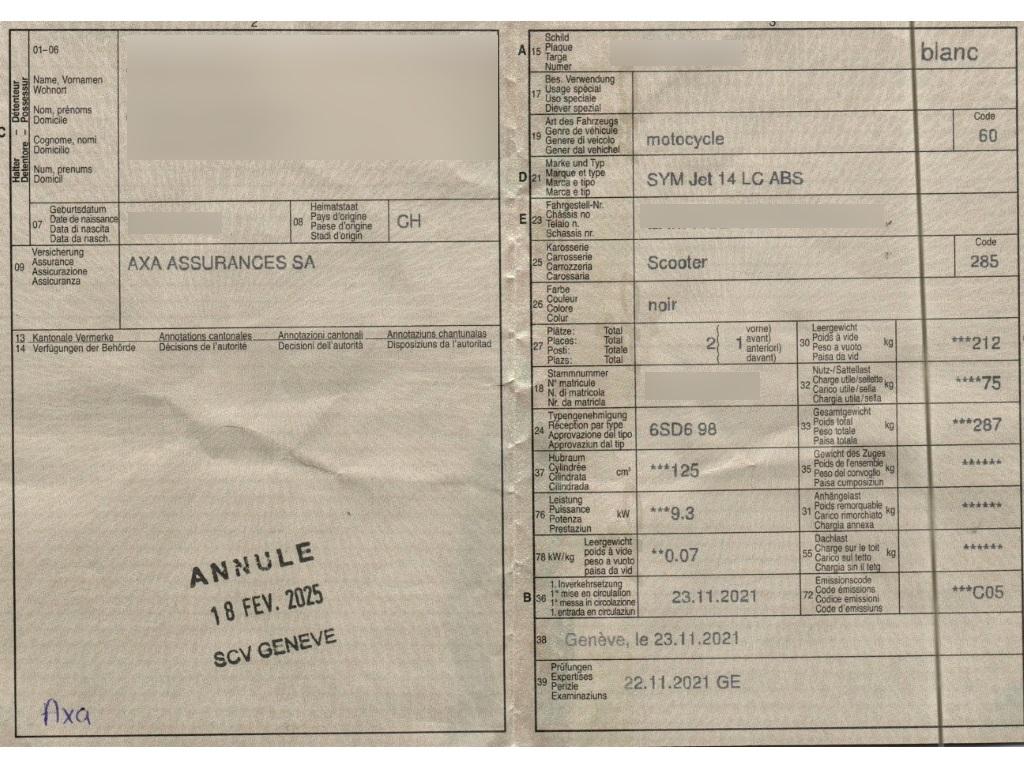 2
3
01–06
Name, Vornamen
Wohnort
Nom, prénoms
Domicile
Cognome, nomi
Domicilio
Num, prenums
Domicil
C
Halter – Détenteur
Detentore – Possessur
07
Geburtsdatum
Date de naissance
Data di nascita
Data da nasch.
08
Heimatstaat
Pays d'origine
Paese d'origine
Stadi d'origin
CH
09
Versicherung
Assurance
Assicurazione
Assicuranza
AXA ASSURANCES SA
13 Kantonale Vermerke Annotations cantonales Annotazioni cantonali Annotaziuns chantunalas
14 Verfügungen der Behörde Décisions de l'autorité Decisioni dell'autorità Disposiziuns da l'autoritad
ANNULE
18 FEV. 2025
SCV GENEVE
Axa
A 15
Schild
Plaque
Targa
Numer
blanc
17
Bes. Verwendung
Usage spécial
Uso speciale
Diever spezial
19
Art des Fahrzeugs
Genre de véhicule
Genere di veicolo
Gener dal vehichel
motocycle
Code
60
D 21
Marke und Typ
Marque et type
Marca e tipo
Marca e tip
SYM Jet 14 LC ABS
E 23
Fahrgestell-Nr.
Châssis no
Telaio n.
Schassis nr.
25
Karosserie
Carrosserie
Carrozzeria
Carossaria
Scooter
Code
285
26
Farbe
Couleur
Colore
Colur
noir
27
Plätze: Total
Places: Total
Posti: Totale
Plazs: Total
2
1
vorne)
avant)
anteriori)
davant)
30
Leergewicht
Poids à vide
Peso a vuoto
Paisa da vid
kg
***212
18
Stammnummer
N° matricule
N. di matricola
Nr. da matricla
32
Nutz-/Sattellast
Charge utile/sellette
Carico utile/sella
Chargia utila/sella
kg
****75
24
Typengenehmigung
Réception par type
Approvazione del tipo
Approvaziun dal tip
6SD6 98
33
Gesamtgewicht
Poids total
Peso totale
Paisa totala
kg
***287
37
Hubraum
Cylindrée
Cilindrata
Cilindrada
cm³
***125
35
Gewicht des Zuges
Poids de l'ensemble
Peso del convoglio
Paisa cumposiziun
kg
******
76
Leistung
Puissance
Potenza
Prestaziun
kW
***9.3
31
Anhängelast
Poids remorquable
Carico rimorchiato
Chargia annexa
kg
******
78 kW/kg
Leergewicht
poids à vide
peso a vuoto
paisa da vid
**0.07
55
Dachlast
Charge sur le toit
Carico sul tetto
Chargia sin il tetg
kg
******
B 36
1. Inverkehrsetzung
1re mise en circulation
1a messa in circolazione
1. entrada en circulaziun
23.11.2021
72
Emissionscode
Code émissions
Codice emissioni
Code d'emissiuns
***C05
38
Genève, le 23.11.2021
39
Prüfungen
Expertises
Perizie
Examinaziuns
22.11.2021 GE